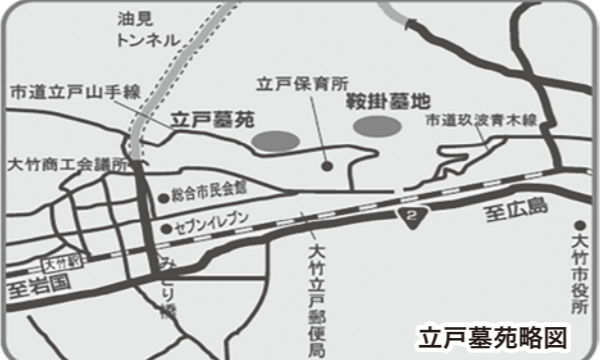 油見
トンネル
市道立戸山手線
立戸保育所
立戸墓苑
鞍掛墓地
市道玖波青木線
大竹商工会議所
総合市民会館
セブンイレブン
2
至広島
大竹駅
至岩国
みどり橋
大竹立戸郵便局
大竹市役所
立戸墓苑略図